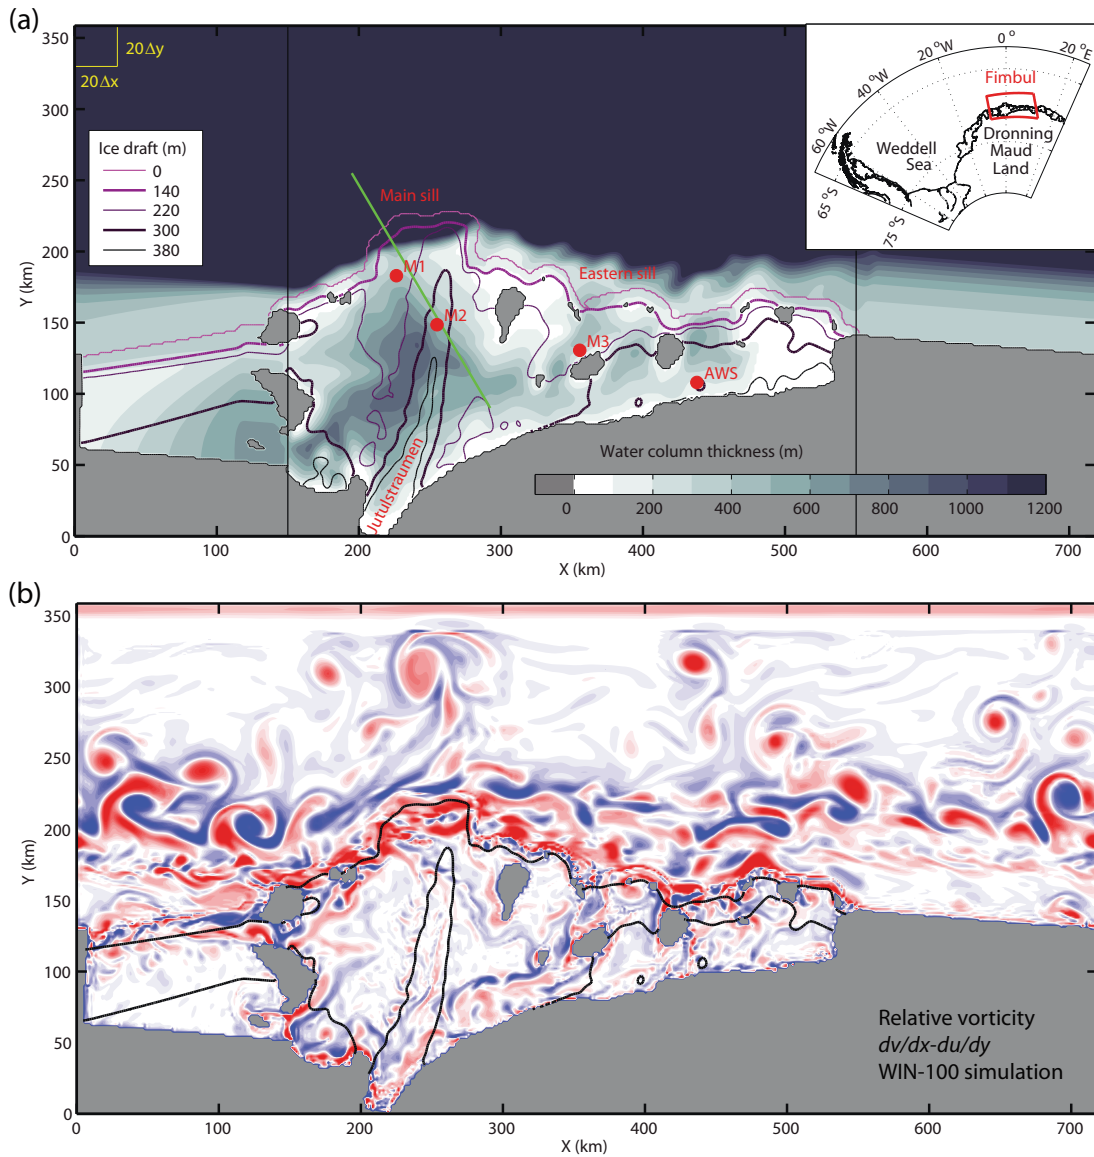 (a)
350
300
250
200
150
100
50
0
Y (km)
20Δy
20Δx
Ice draft (m)
0
140
220
300
380
Main sill
Eastern sill
M1
M2
M3
AWS
Jutulstraumen
Water column thickness (m)
0
200
400
600
800
1000
1200
0
100
200
300
400
500
600
700
X (km)
60 °W
40 °W
20 °W
0 °
20 °E
65 °S
75 °S
Fimbul
Weddell
Sea
Dronning
Maud
Land
(b)
350
300
250
200
150
100
50
0
Y (km)
Relative vorticity
dv/dx-du/dy
WIN-100 simulation
0
100
200
300
400
500
600
700
X (km)